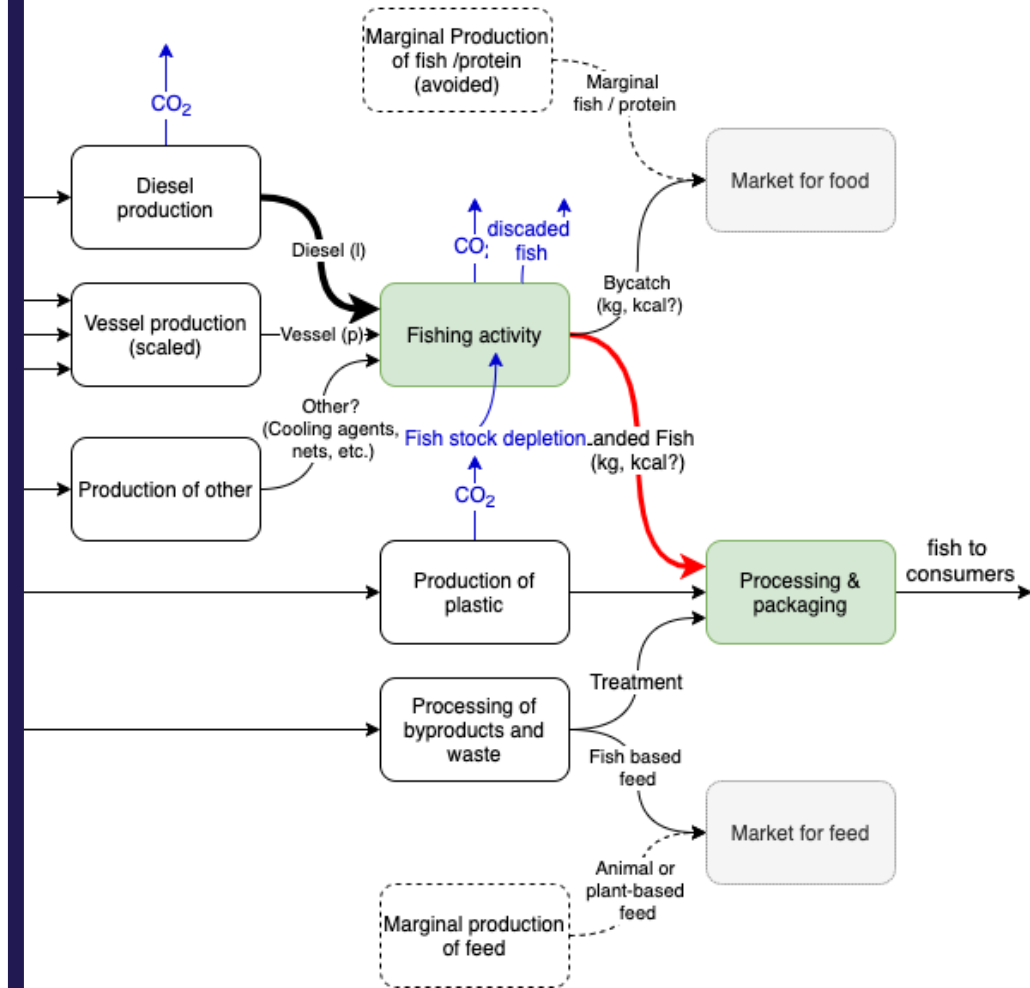 Marginal Production
of fish /protein
(avoided)
Marginal
fish / protein
CO2
Diesel
production
Market for food
discaded
fish
CO2
Diesel (l)
Bycatch
(kg, kcal?)
Vessel production
(scaled)
Vessel (p)
Fishing activity
Other?
(Cooling agents,
nets, etc.)
Fish stock depletion
anded Fish
(kg, kcal?)
Production of other
CO2
fish to
consumers
Production of
plastic
Processing &
packaging
Treatment
Processing of
byproducts and
waste
Fish based
feed
Market for feed
Animal or
plant-based
feed
Marginal production
of feed